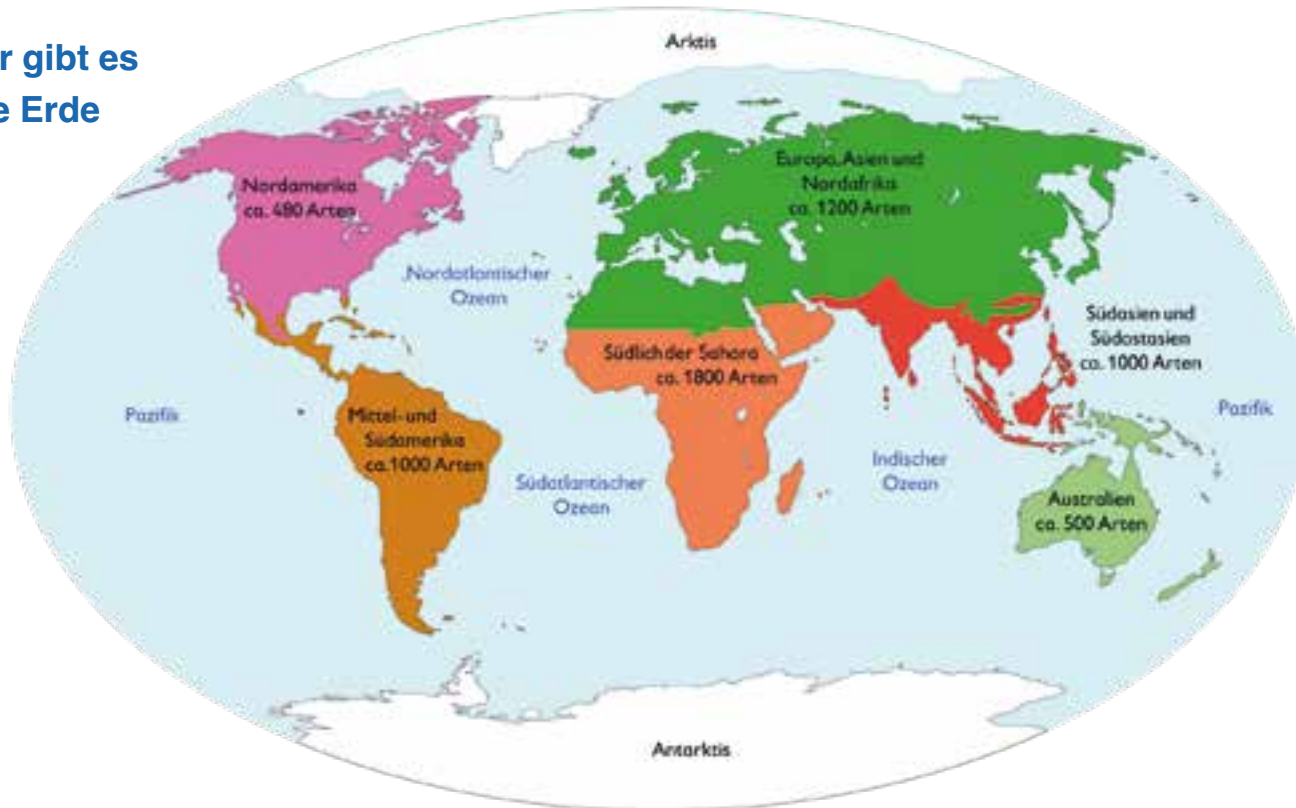 r gibt es
e Erde
Arktis
Nordamerika
ca. 480 Arten
Europa, Asien und
Nordafrika
ca. 1200 Arten
Nordatlantischer
Ozean
Südasien und
Südostasien
ca. 1000 Arten
Südlich der Sahara
ca. 1800 Arten
Pazifik
Mittel- und
Südamerika
ca. 1000 Arten
Südatlantischer
Ozean
Indischer
Ozean
Pazifik
Australien
ca. 500 Arten
Antarktis